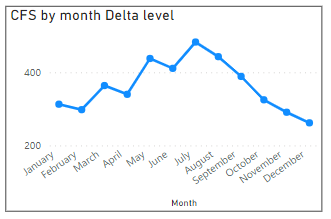 CFS by month Delta level
400
200
January
February
March
April
May
June
July
August
September
October
November
December
Month